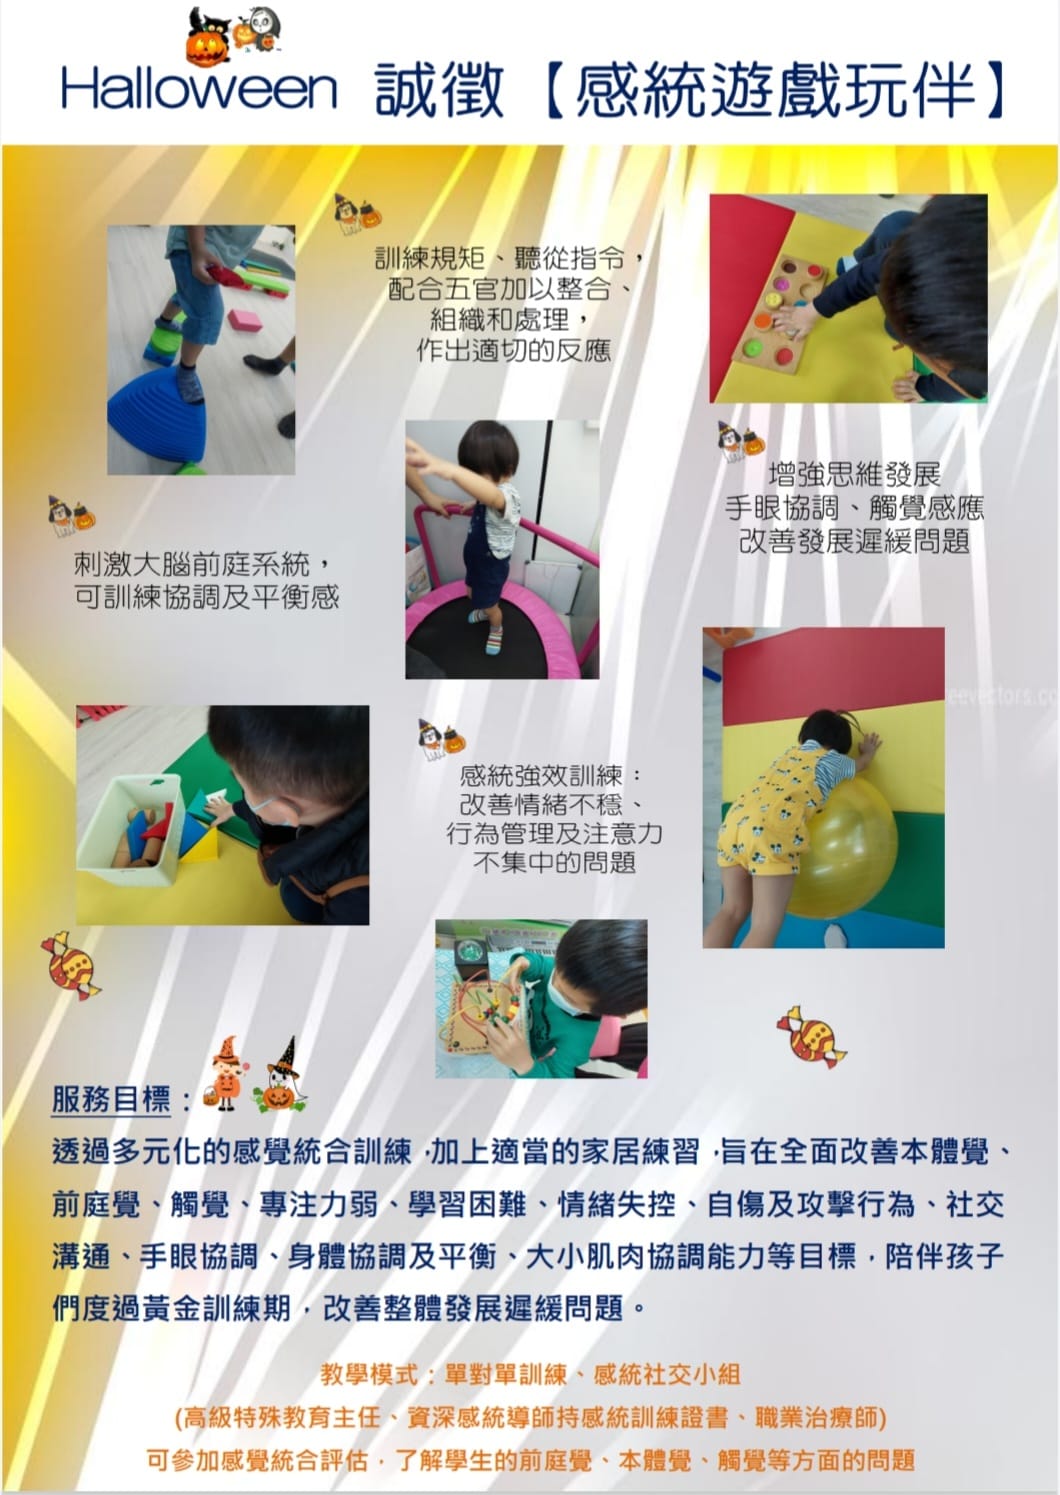 Halloween 誠徵【感統遊戲玩伴】
訓練規矩、聽從指令，
配合五官加以整合、
組織和處理，
作出適切的反應
增強思維發展
手眼協調、觸覺感應
改善發展遲緩問題
刺激大腦前庭系統，
可訓練協調及平衡感
eevectors.co
感統強效訓練：
改善情緒不穩、
行為管理及注意力
不集中的問題
服務目標：
透過多元化的感覺統合訓練，加上適當的家居練習，旨在全面改善本體覺、
前庭覺、觸覺、專注力弱、學習困難、情緒失控、自傷及攻擊行為、社交
溝通、手眼協調、身體協調及平衡、大小肌肉協調能力等目標，陪伴孩子
們度過黃金訓練期，改善整體發展遲緩問題。
教學模式：單對單訓練、感統社交小組
(高級特殊教育主任、資深感統導師持感統訓練證書、職業治療師)
可參加感覺統合評估，了解學生的前庭覺、本體覺、觸覺等方面的問題